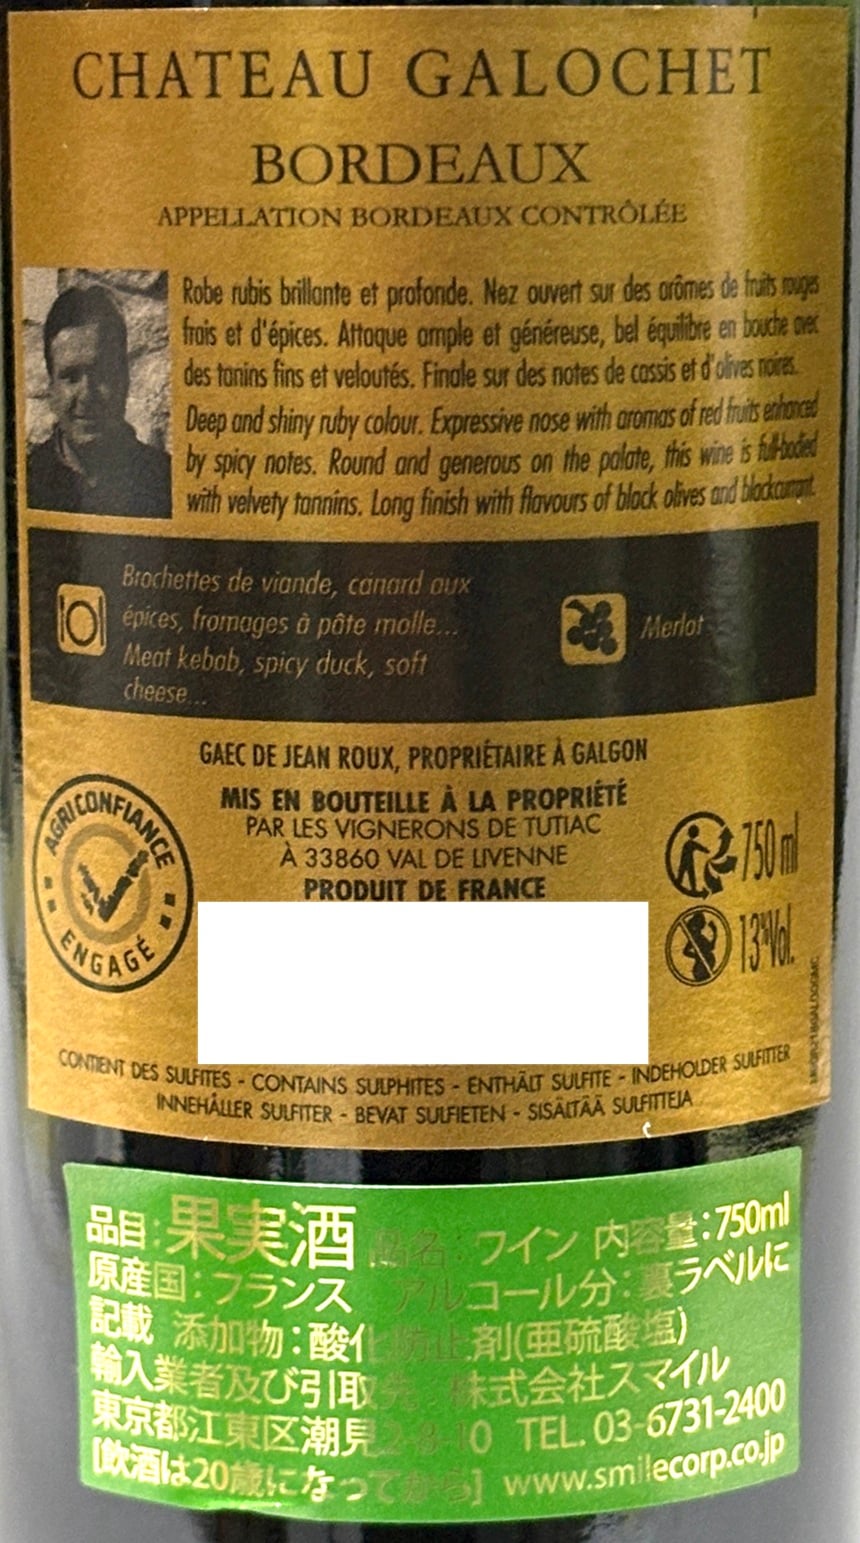 CHATEAU GALOCHET
BORDEAUX
APPELLATION BORDEAUX CONTRÔLÉE
Robe rubis brillante et profonde. Nez ouvert sur des arômes de fruits rouges
frais et d'épices. Attaque ample et généreuse, bel équilibre en bouche avec
des tanins fins et veloutés. Finale sur des notes de cassis et d'olives noires.
Deep and shiny ruby colour. Expressive nose with aromas of red fruits enhanced
by spicy notes. Round and generous on the palate, this wine is full-bodied
with velvety tannins. Long finish with flavours of black olives and blackcurrant.
Brochettes de viande, canard aux
épices, fromages à pâte molle...
Meat kebab, spicy duck, soft
cheese...
Merlot
GAEC DE JEAN ROUX, PROPRIÉTAIRE À GALGON
MIS EN BOUTEILLE À LA PROPRIÉTÉ
PAR LES VIGNERONS DE TUTIAC
À 33860 VAL DE LIVENNE
PRODUIT DE FRANCE
AGRI CONFIANCE
ENGAGÉ
750 ml
13%Vol.
CONTIENT DES SULFITES - CONTAINS SULPHITES - ENTHÄLT SULFITE - INDEHOLDER SULFITTER
INNEHÅLLER SULFITER - BEVAT SULFIETEN - SISÄLTÄÄ SULFITTEJA
品目:果実酒 品名:ワイン 内容量:750ml
原産国:フランス アルコール分:裏ラベルに
記載 添加物:酸化防止剤(亜硫酸塩)
輸入業者及び引取先:株式会社スマイル
東京都江東区潮見2-8-10 TEL. 03-6731-2400
[飲酒は20歳になってから] www.smilecorp.co.jp